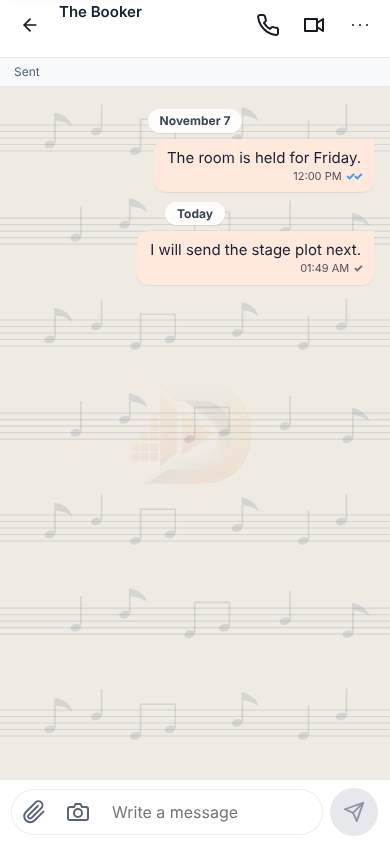 The Booker
Sent
November 7
The room is held for Friday.
12:00 PM
Today
I will send the stage plot next.
01:49 AM
Write a message